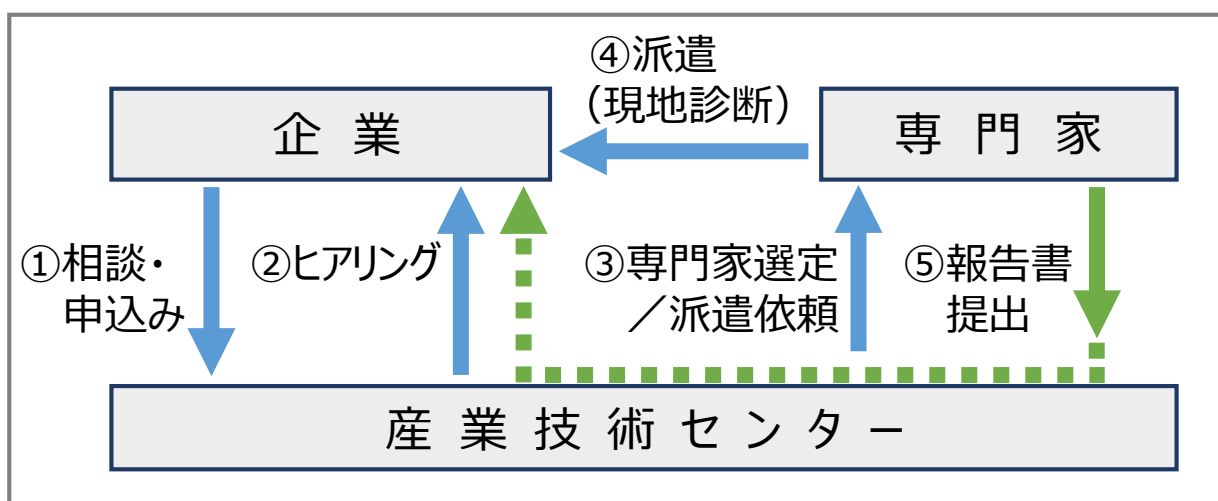 ④派遣
（現地診断）
企業
専門家
①相談・
申込み
②ヒアリング
③専門家選定
／派遣依頼
⑤報告書
提出
産業技術センター